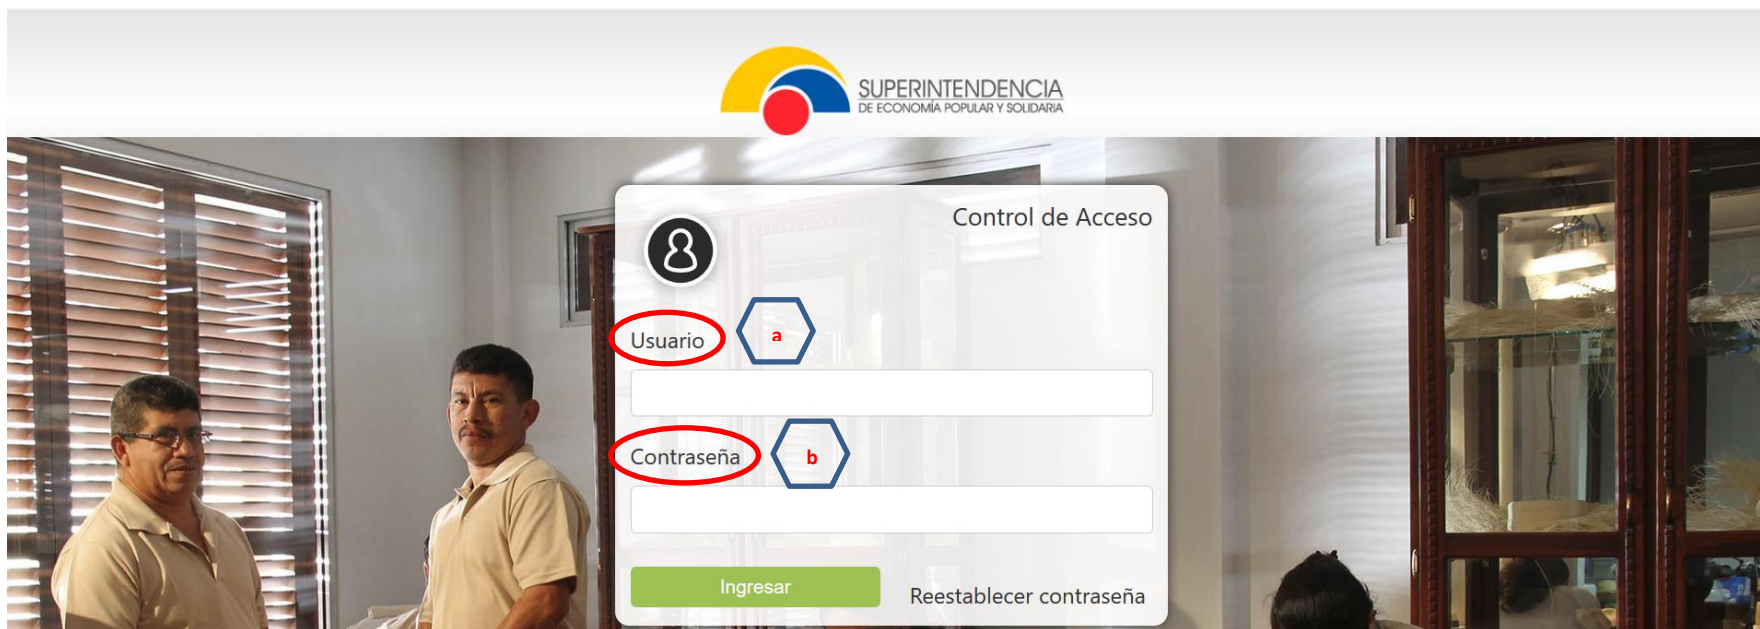 SUPERINTENDENCIA
DE ECONOMÍA POPULAR Y SOLIDARIA
Control de Acceso
Usuario
a
Contraseña
b
Ingresar
Reestablecer contraseña